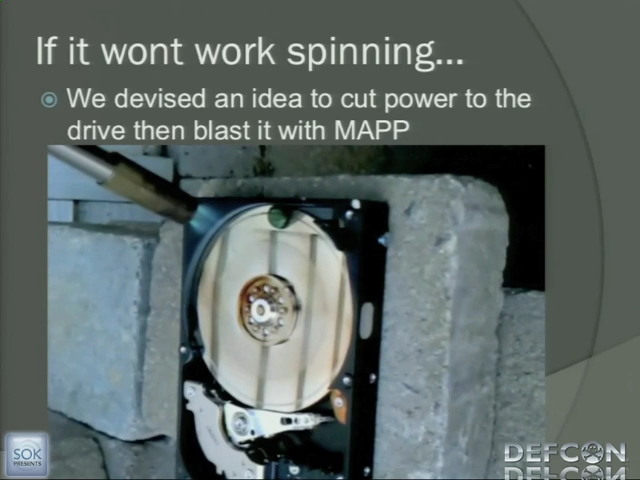 If it wont work spinning...
We devised an idea to cut power to the
drive then blast it with MAPP
SOK
PRESENTS
DEFCON